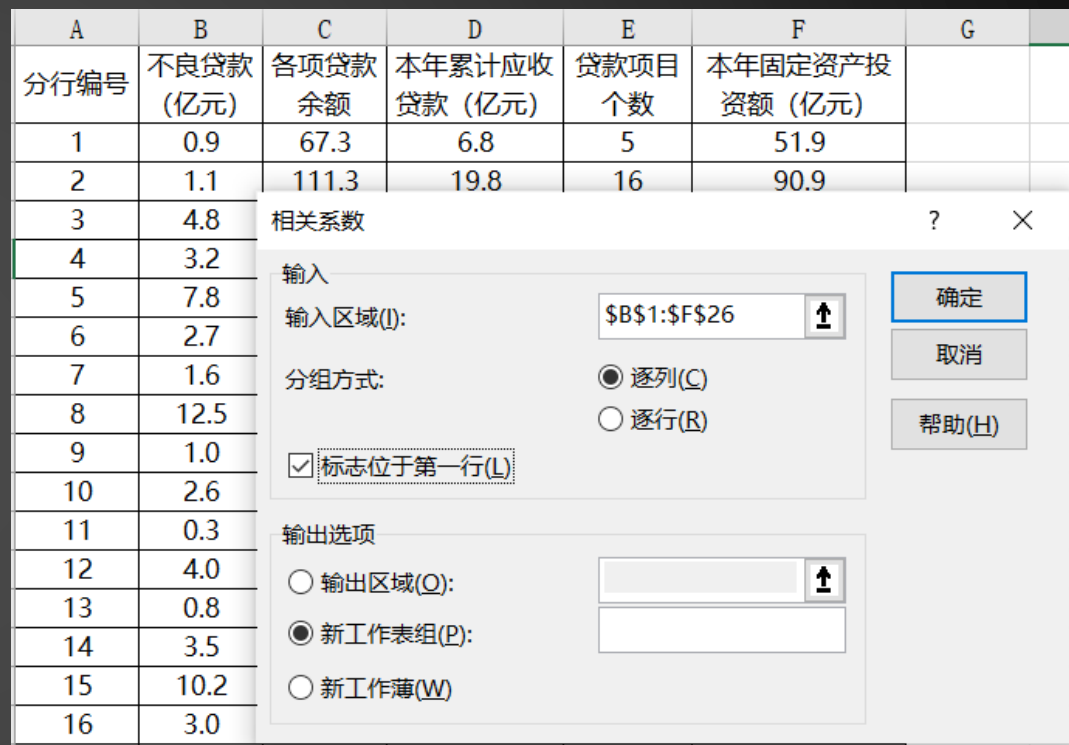 A B C D E F G
分行编号 不良贷款 各项贷款 本年累计应收 贷款项目 本年固定资产投
(亿元) 余额 贷款（亿元） 个数 资额（亿元）
1 0.9 67.3 6.8 5 51.9
2 1.1 111.3 19.8 16 90.9
3 4.8
4 3.2
5 7.8
6 2.7
7 1.6
8 12.5
9 1.0
10 2.6
11 0.3
12 4.0
13 0.8
14 3.5
15 10.2
16 3.0
相关系数 ?
输入
输入区域(I): $B$1:$F$26
分组方式: 逐列(C)
逐行(R)
标志位于第一行(L)
输出选项
输出区域(O):
新工作表组(P):
新工作薄(W)
确定
取消
帮助(H)